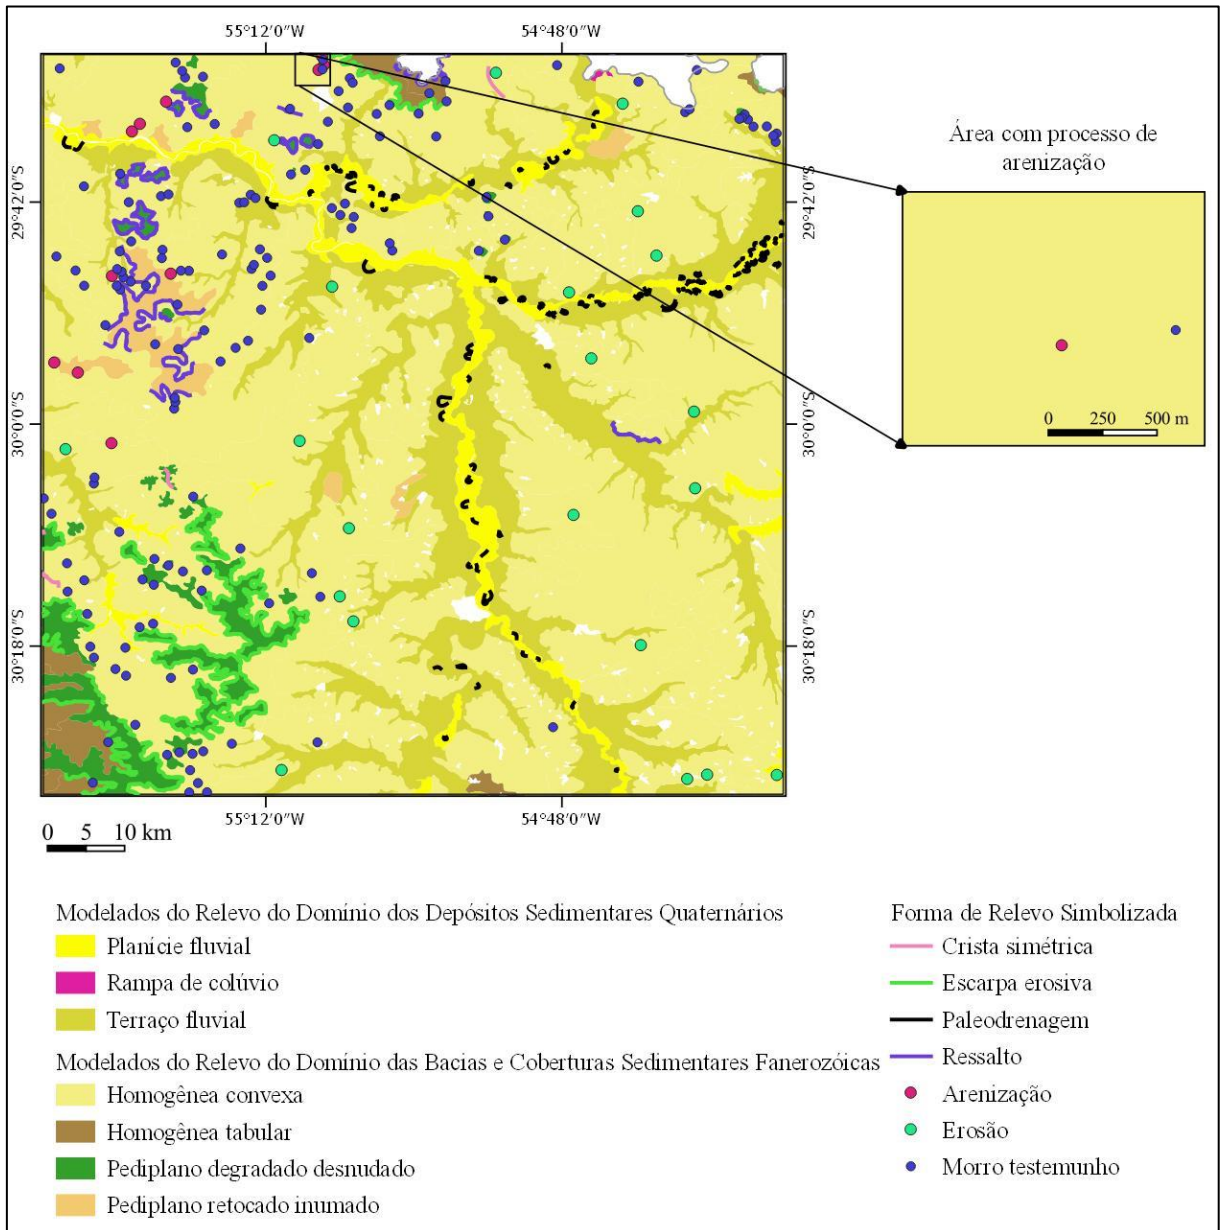 55°12'0"W
54°48'0"W
29°42'0"S
30°0'0"S
30°18'0"S
29°42'0"S
30°0'0"S
30°18'0"S
55°12'0"W
54°48'0"W
0 5 10 km
Área com processo de
arenização
0 250 500 m
Modelados do Relevo do Domínio dos Depósitos Sedimentares Quaternários
Planície fluvial
Rampa de colúvio
Terraço fluvial
Modelados do Relevo do Domínio das Bacias e Coberturas Sedimentares Fanerozóicas
Homogênea convexa
Homogênea tabular
Pediplano degradado desnudado
Pediplano retocado inumado
Forma de Relevo Simbolizada
Crista simétrica
Escarpa erosiva
Paleodrenagem
Ressalto
Arenização
Erosão
Morro testemunho